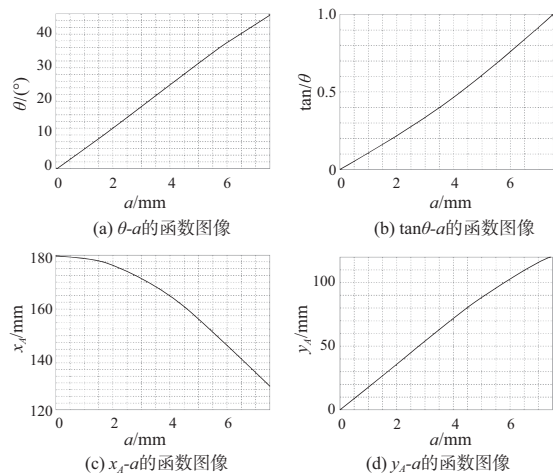 40
30
20
10
0
θ/(°)
0 2 4 6
a/mm
(a) θ-a的函数图像
1.0
0.5
0
tan/θ
0 2 4 6
a/mm
(b) tanθ-a的函数图像
180
160
140
120
x_A/mm
2 4 6
a/mm
(c) x_A-a的函数图像
100
50
0
y_A/mm
0 2 4 6
a/mm
(d) y_A-a的函数图像